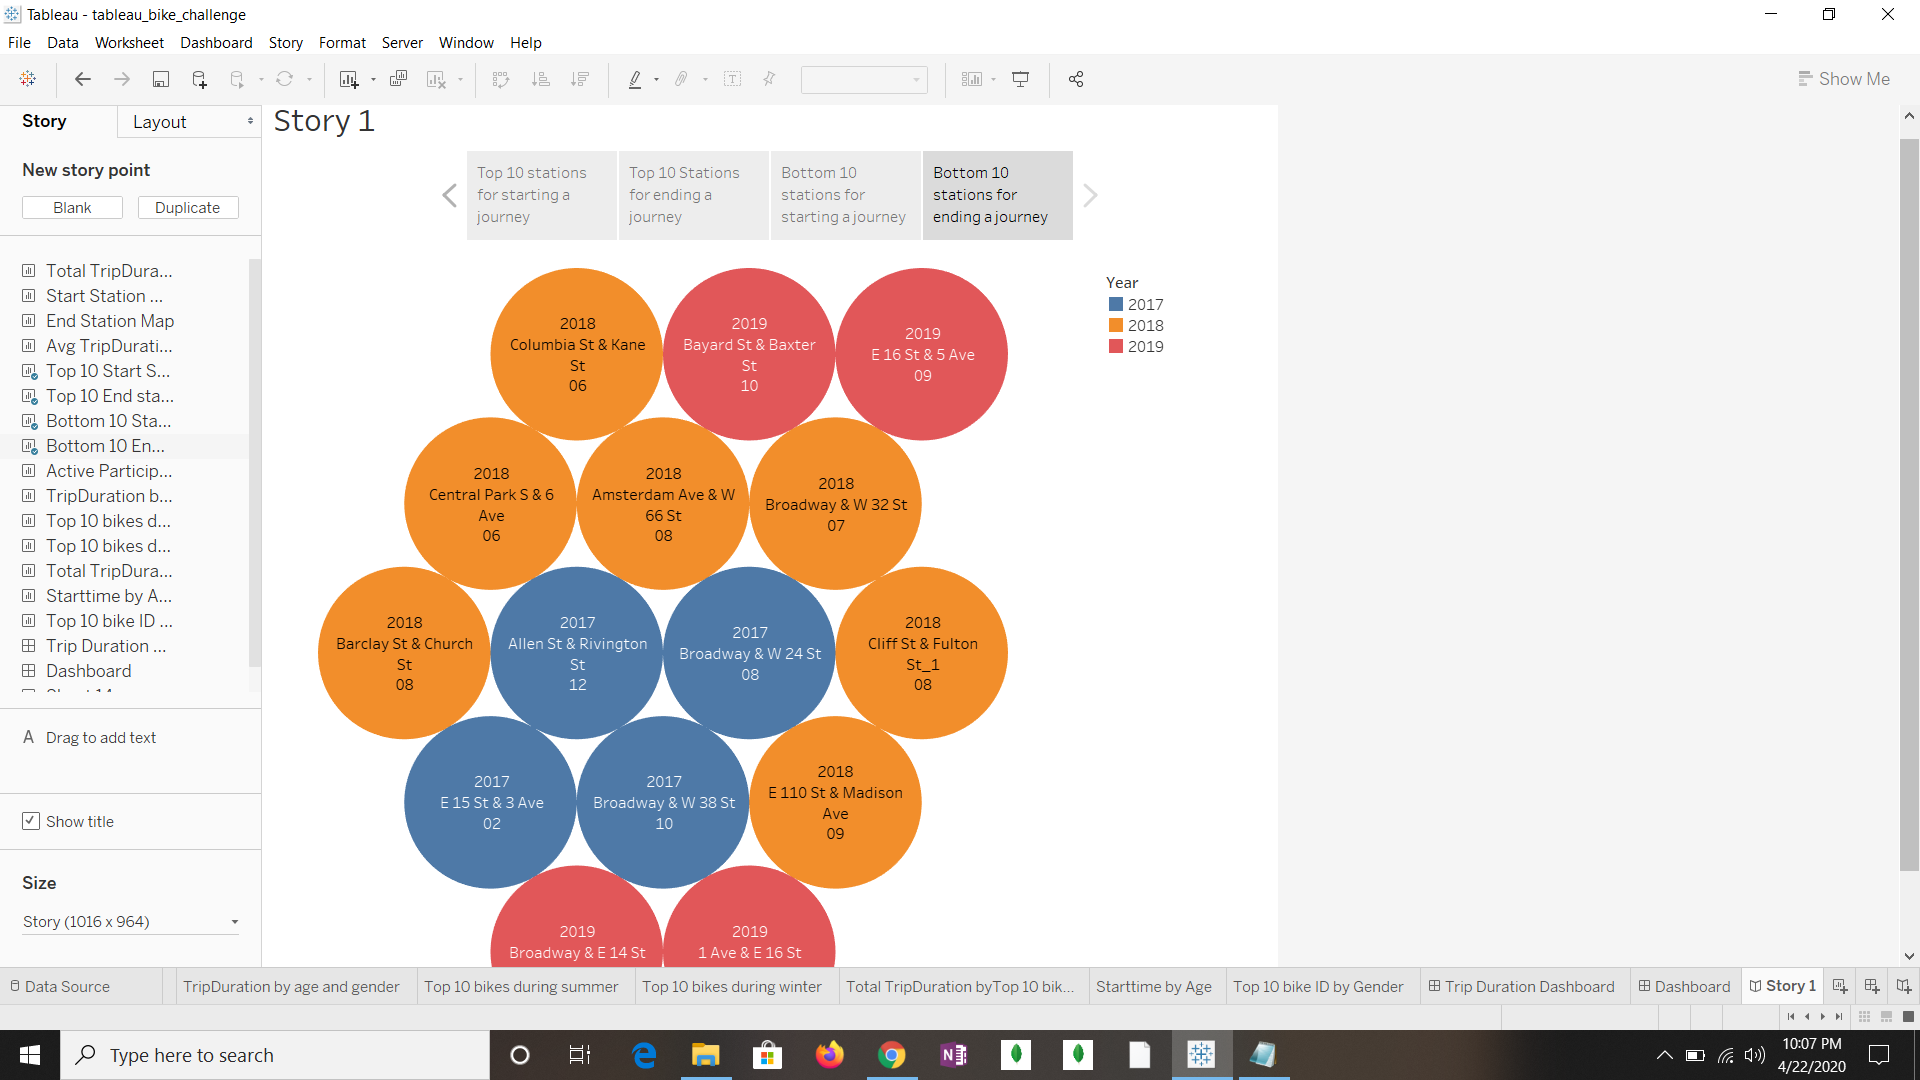 Tableau - tableau_bike_challenge
File Data Worksheet Dashboard Story Format Server Window Help
Show Me
Story Layout
New story point
Blank Duplicate
Total TripDura...
Start Station ...
End Station Map
Avg TripDurati...
Top 10 Start S...
Top 10 End sta...
Bottom 10 Sta...
Bottom 10 En...
Active Particip...
TripDuration b...
Top 10 bikes d...
Top 10 bikes d...
Total TripDura...
Starttime by A...
Top 10 bike ID ...
Trip Duration ...
Dashboard
A Drag to add text
Show title
Size
Story (1016 x 964)
Story 1
Top 10 stations
for starting a
journey
Top 10 Stations
for ending a
journey
Bottom 10
stations for
starting a journey
Bottom 10
stations for
ending a journey
Year
2017
2018
2019
2018
Columbia St & Kane
St
06
2019
Bayard St & Baxter
St
10
2019
E 16 St & 5 Ave
09
2018
Central Park S & 6
Ave
06
2018
Amsterdam Ave & W
66 St
08
2018
Broadway & W 32 St
07
2018
Barclay St & Church
St
08
2017
Allen St & Rivington
St
12
2017
Broadway & W 24 St
08
2018
Cliff St & Fulton
St_1
08
2017
E 15 St & 3 Ave
02
2017
Broadway & W 38 St
10
2018
E 110 St & Madison
Ave
09
2019
Broadway & E 14 St
2019
1 Ave & E 16 St
Data Source TripDuration by age and gender Top 10 bikes during summer Top 10 bikes during winter Total TripDuration byTop 10 bik... Starttime by Age Top 10 bike ID by Gender Trip Duration Dashboard Dashboard Story 1
Type here to search
10:07 PM
4/22/2020